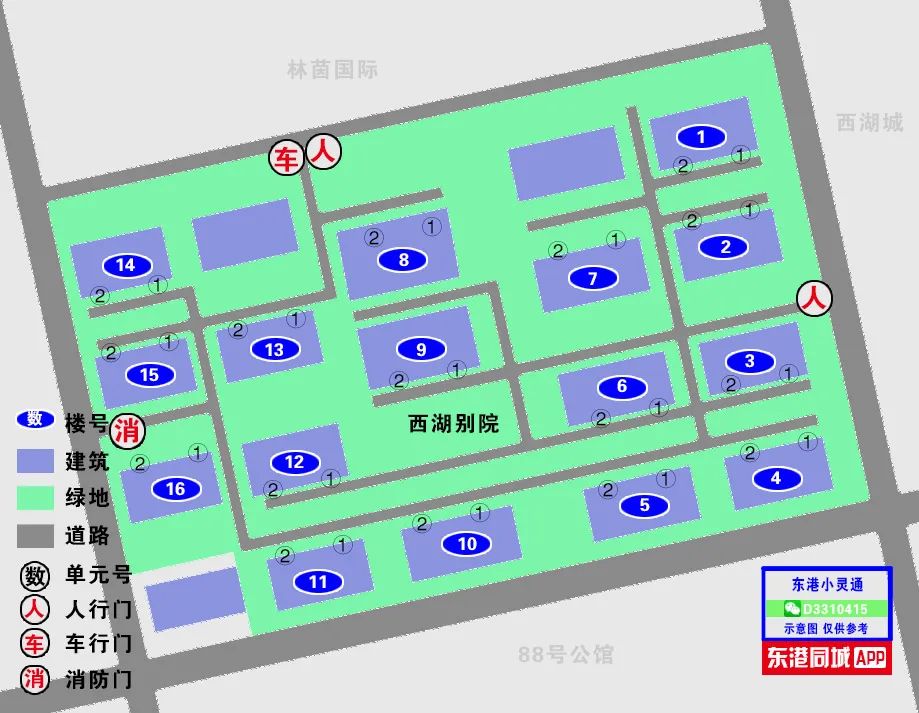 林茵国际
西湖城
车 人
1
2 1
2 1
2
2 1
8
2 1
7
14
2 1
人
2 1
13
9
2 1
2 1
15
3
2 1
6
2 1
消
西湖别院
12
2 1
2 1
16
2 1
4
2 1
5
2 1
10
2 1
11
数 楼号
建筑
绿地
道路
数 单元号
人 人行门
车 车行门
消 消防门
88号公馆
东港小灵通
D3310415
示意图 仅供参考
东港同城APP